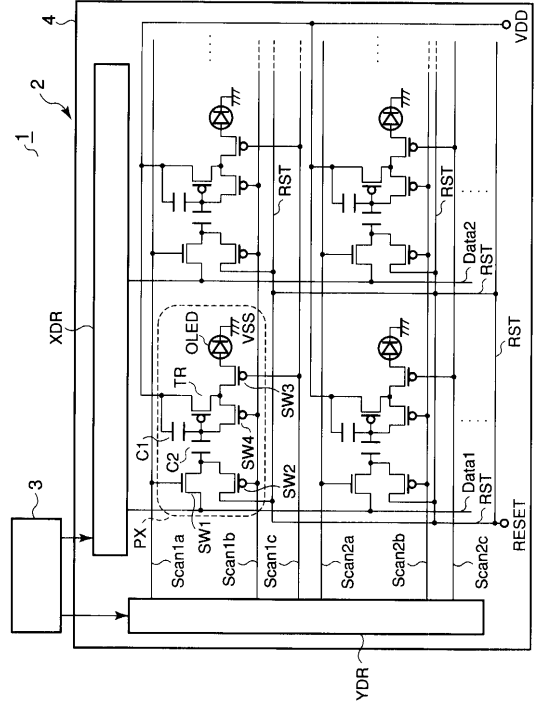 1
2
4
3
XDR
VDD
OLED
VSS
TR
C1
C2
SW4
SW3
SW2
SW1
PX
RST
Scan1a
Scan1b
Scan1c
Scan2a
Scan2b
Scan2c
Data1
Data2
RST
RST
RST
RST
RESET
YDR